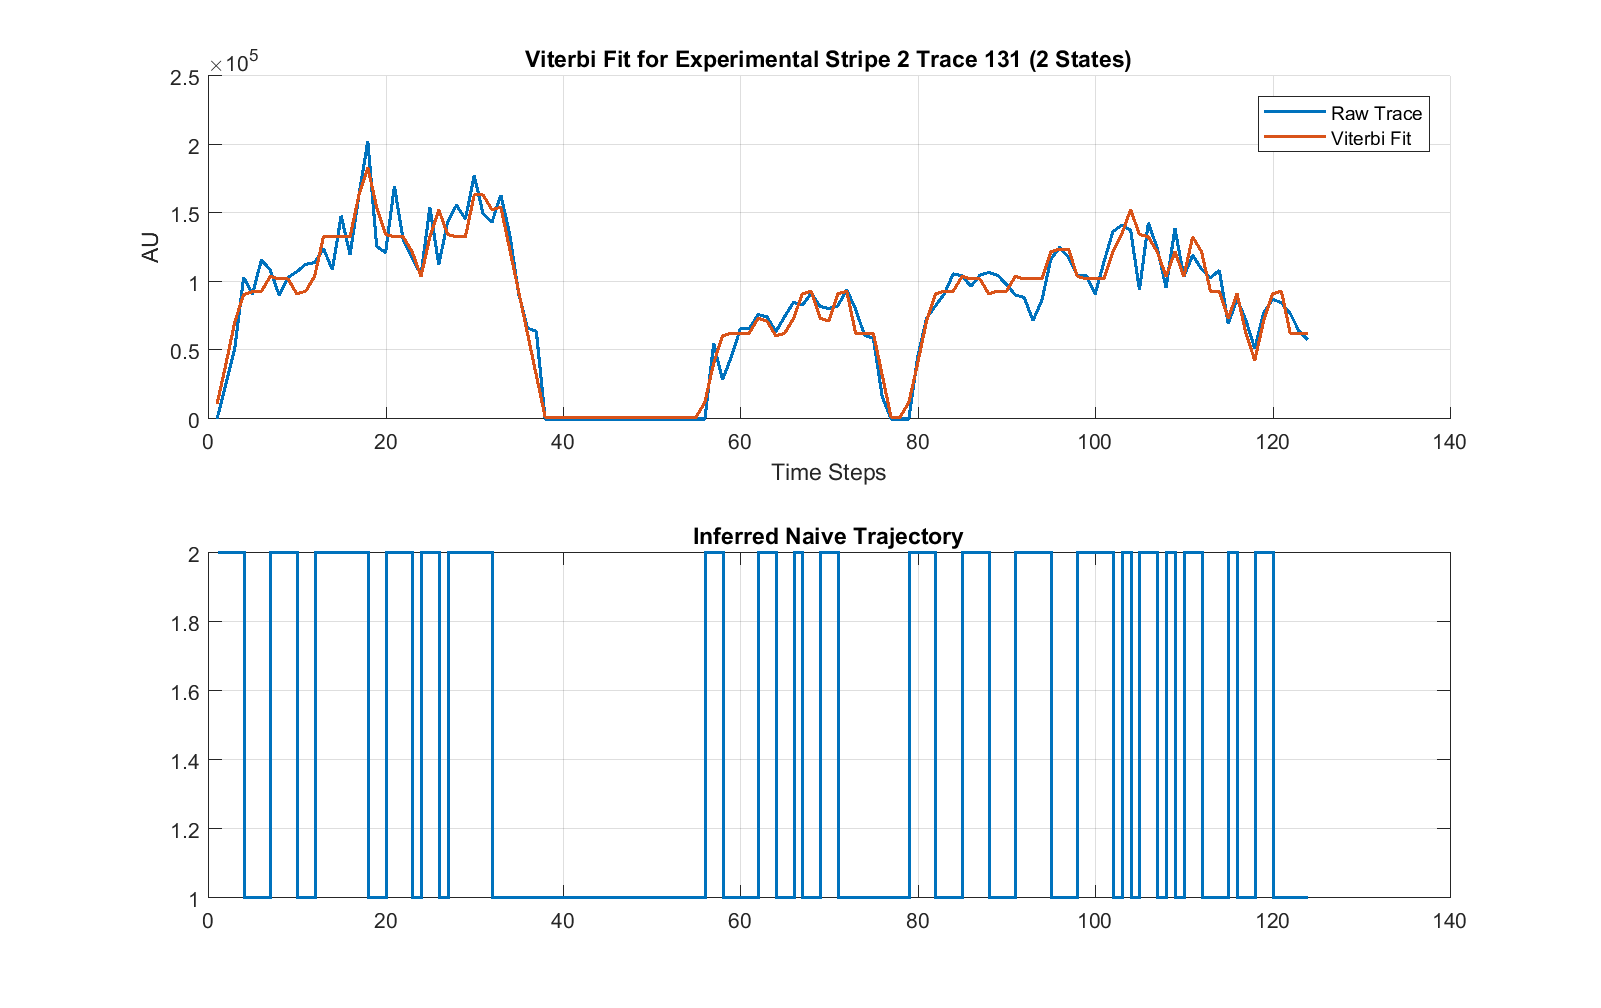 Viterbi Fit for Experimental Stripe 2 Trace 131 (2 States)
×10⁵
2.5
2
1.5
1
0.5
0
AU
Raw Trace
Viterbi Fit
0 20 40 60 80 100 120 140
Time Steps
Inferred Naive Trajectory
2
1.8
1.6
1.4
1.2
1
0 20 40 60 80 100 120 140